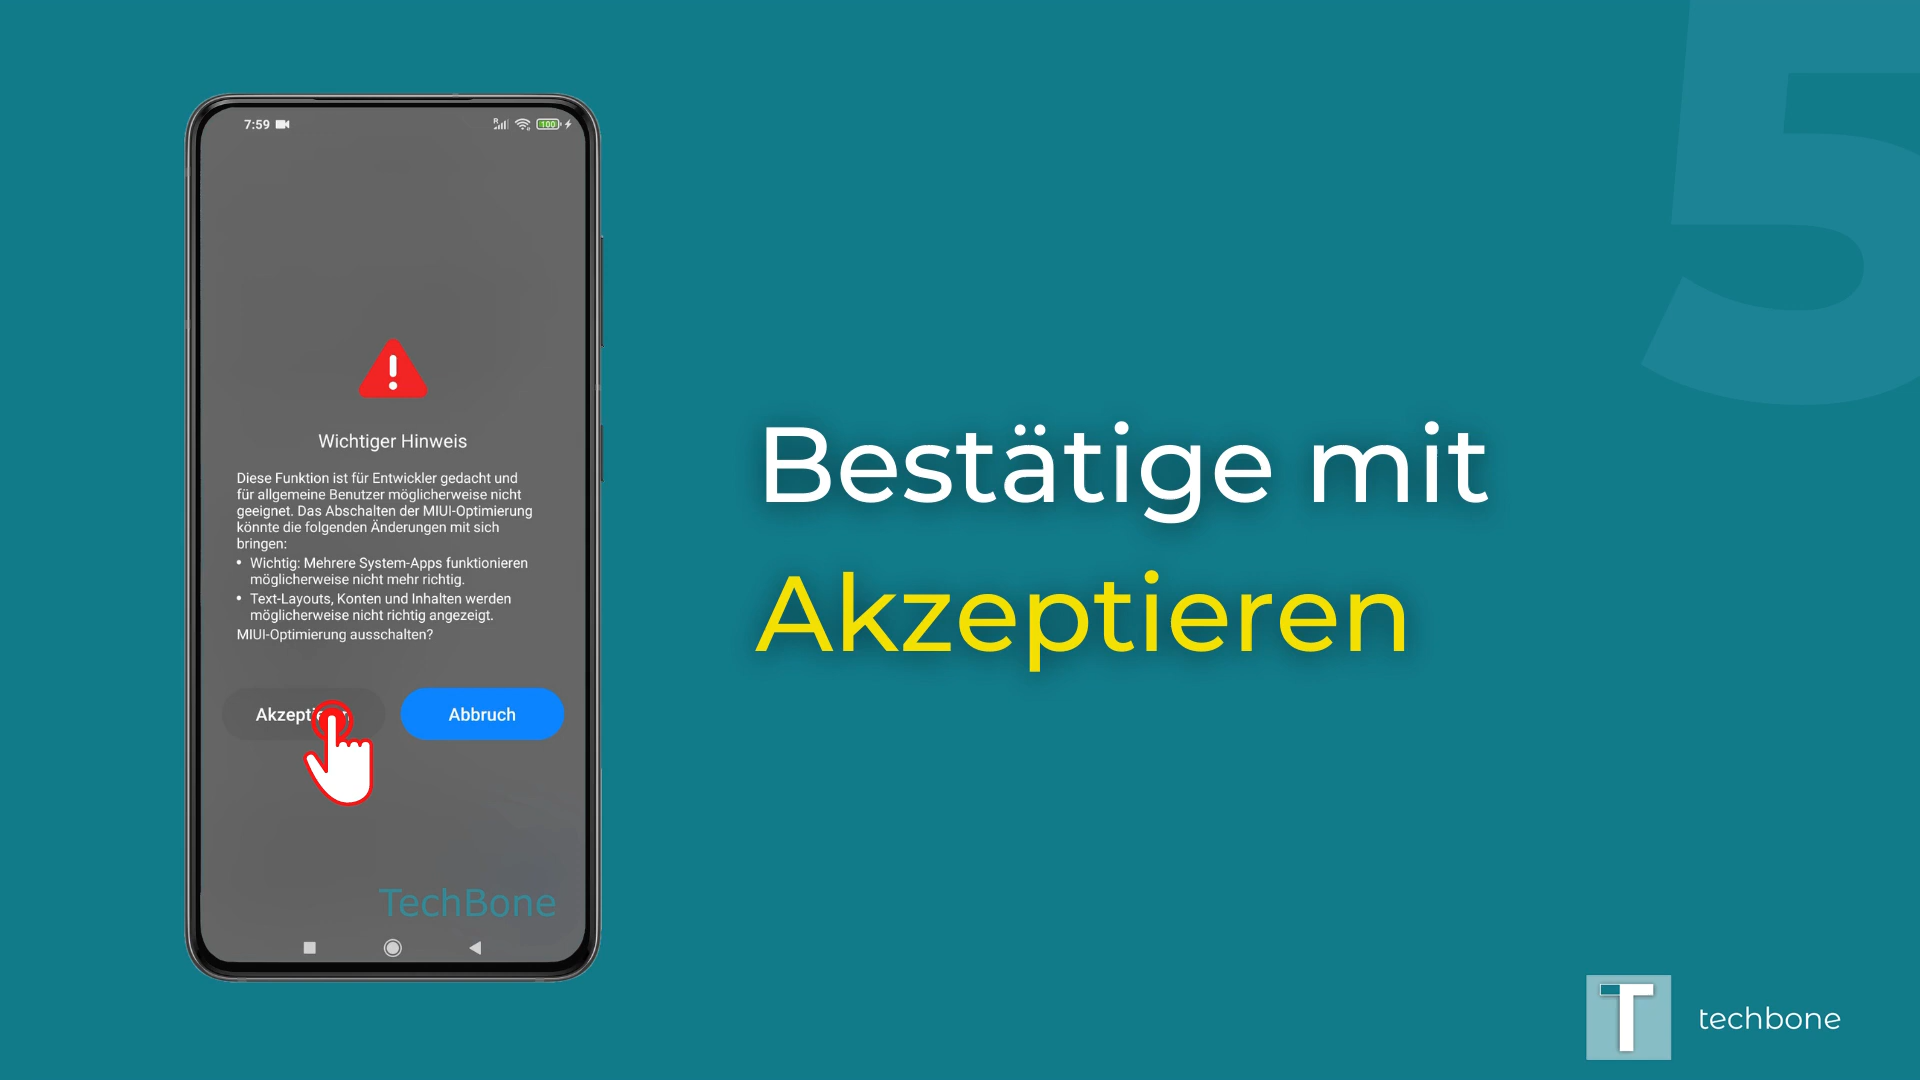 5
7:59
R
100
Wichtiger Hinweis
Diese Funktion ist für Entwickler gedacht und
für allgemeine Benutzer möglicherweise nicht
geeignet. Das Abschalten der MIUI-Optimierung
könnte die folgenden Änderungen mit sich
bringen:
• Wichtig: Mehrere System-Apps funktionieren
möglicherweise nicht mehr richtig.
• Text-Layouts, Konten und Inhalten werden
möglicherweise nicht richtig angezeigt.
MIUI-Optimierung ausschalten?
Akzeptieren
Abbruch
TechBone
Bestätige mit
Akzeptieren
T
techbone